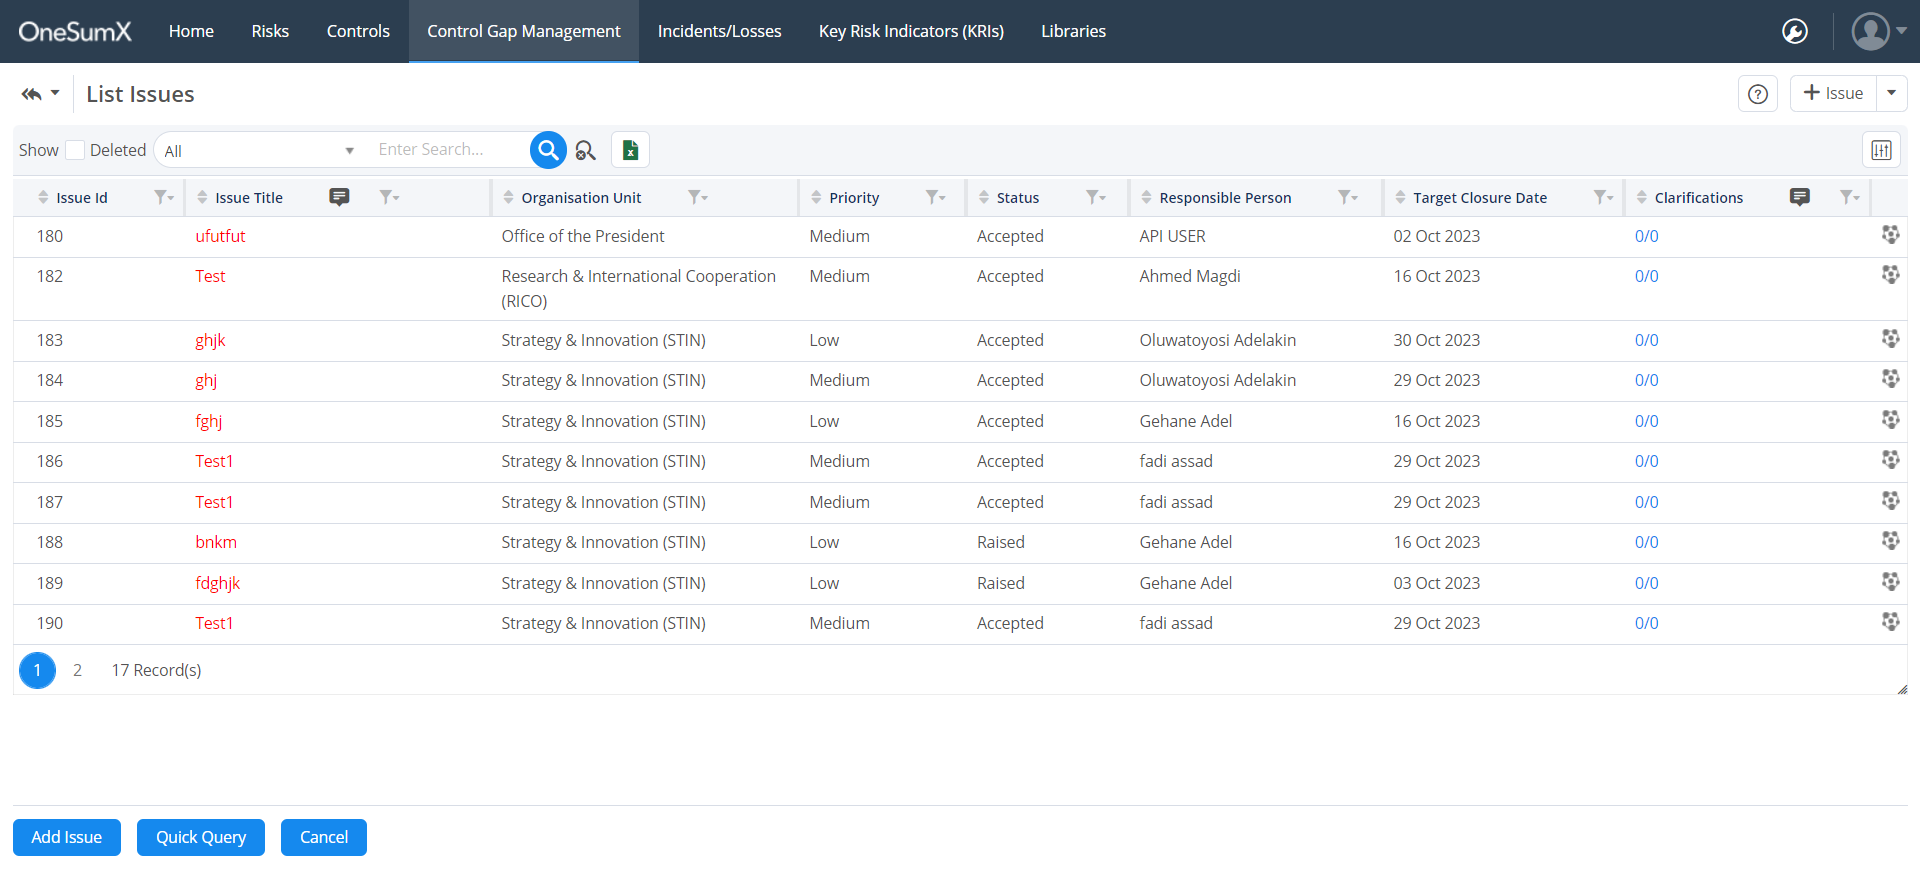 OneSumX Home Risks Controls Control Gap Management Incidents/Losses Key Risk Indicators (KRIs) Libraries
List Issues
Issue
Show Deleted All Enter Search...
Issue Id Issue Title Organisation Unit Priority Status Responsible Person Target Closure Date Clarifications
180 ufutfut Office of the President Medium Accepted API USER 02 Oct 2023 0/0
182 Test Research & International Cooperation Medium Accepted Ahmed Magdi 16 Oct 2023 0/0
(RICO)
183 ghjk Strategy & Innovation (STIN) Low Accepted Oluwatoyosi Adelakin 30 Oct 2023 0/0
184 ghj Strategy & Innovation (STIN) Medium Accepted Oluwatoyosi Adelakin 29 Oct 2023 0/0
185 fghj Strategy & Innovation (STIN) Low Accepted Gehane Adel 16 Oct 2023 0/0
186 Test1 Strategy & Innovation (STIN) Medium Accepted fadi assad 29 Oct 2023 0/0
187 Test1 Strategy & Innovation (STIN) Medium Accepted fadi assad 29 Oct 2023 0/0
188 bnkm Strategy & Innovation (STIN) Low Raised Gehane Adel 16 Oct 2023 0/0
189 fdghjk Strategy & Innovation (STIN) Low Raised Gehane Adel 03 Oct 2023 0/0
190 Test1 Strategy & Innovation (STIN) Medium Accepted fadi assad 29 Oct 2023 0/0
1 2 17 Record(s)
Add Issue Quick Query Cancel